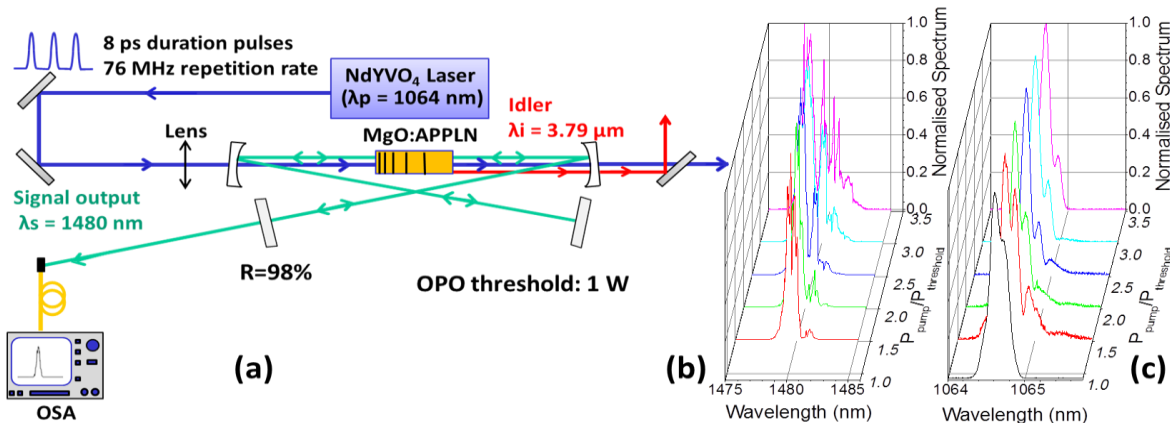 8 ps duration pulses
76 MHz repetition rate
NdYVO4 Laser
(λp = 1064 nm)
Idler
λi = 3.79 μm
MgO:APPLN
Lens
Signal output
λs = 1480 nm
R=98%
OPO threshold: 1 W
OSA
(a)
(b)
1.0
0.8
0.6
0.4
0.2
0.0
Normalised Spectrum
3.5
3.0
2.5
2.0
1.5
1.0
Ppump/Pthreshold
1475
1480
1485
Wavelength (nm)
1.0
0.8
0.6
0.4
0.2
0.0
Normalised Spectrum
3.5
3.0
2.5
2.0
1.5
1.0
Ppump/Pthreshold
1064
1065
Wavelength (nm)
(c)